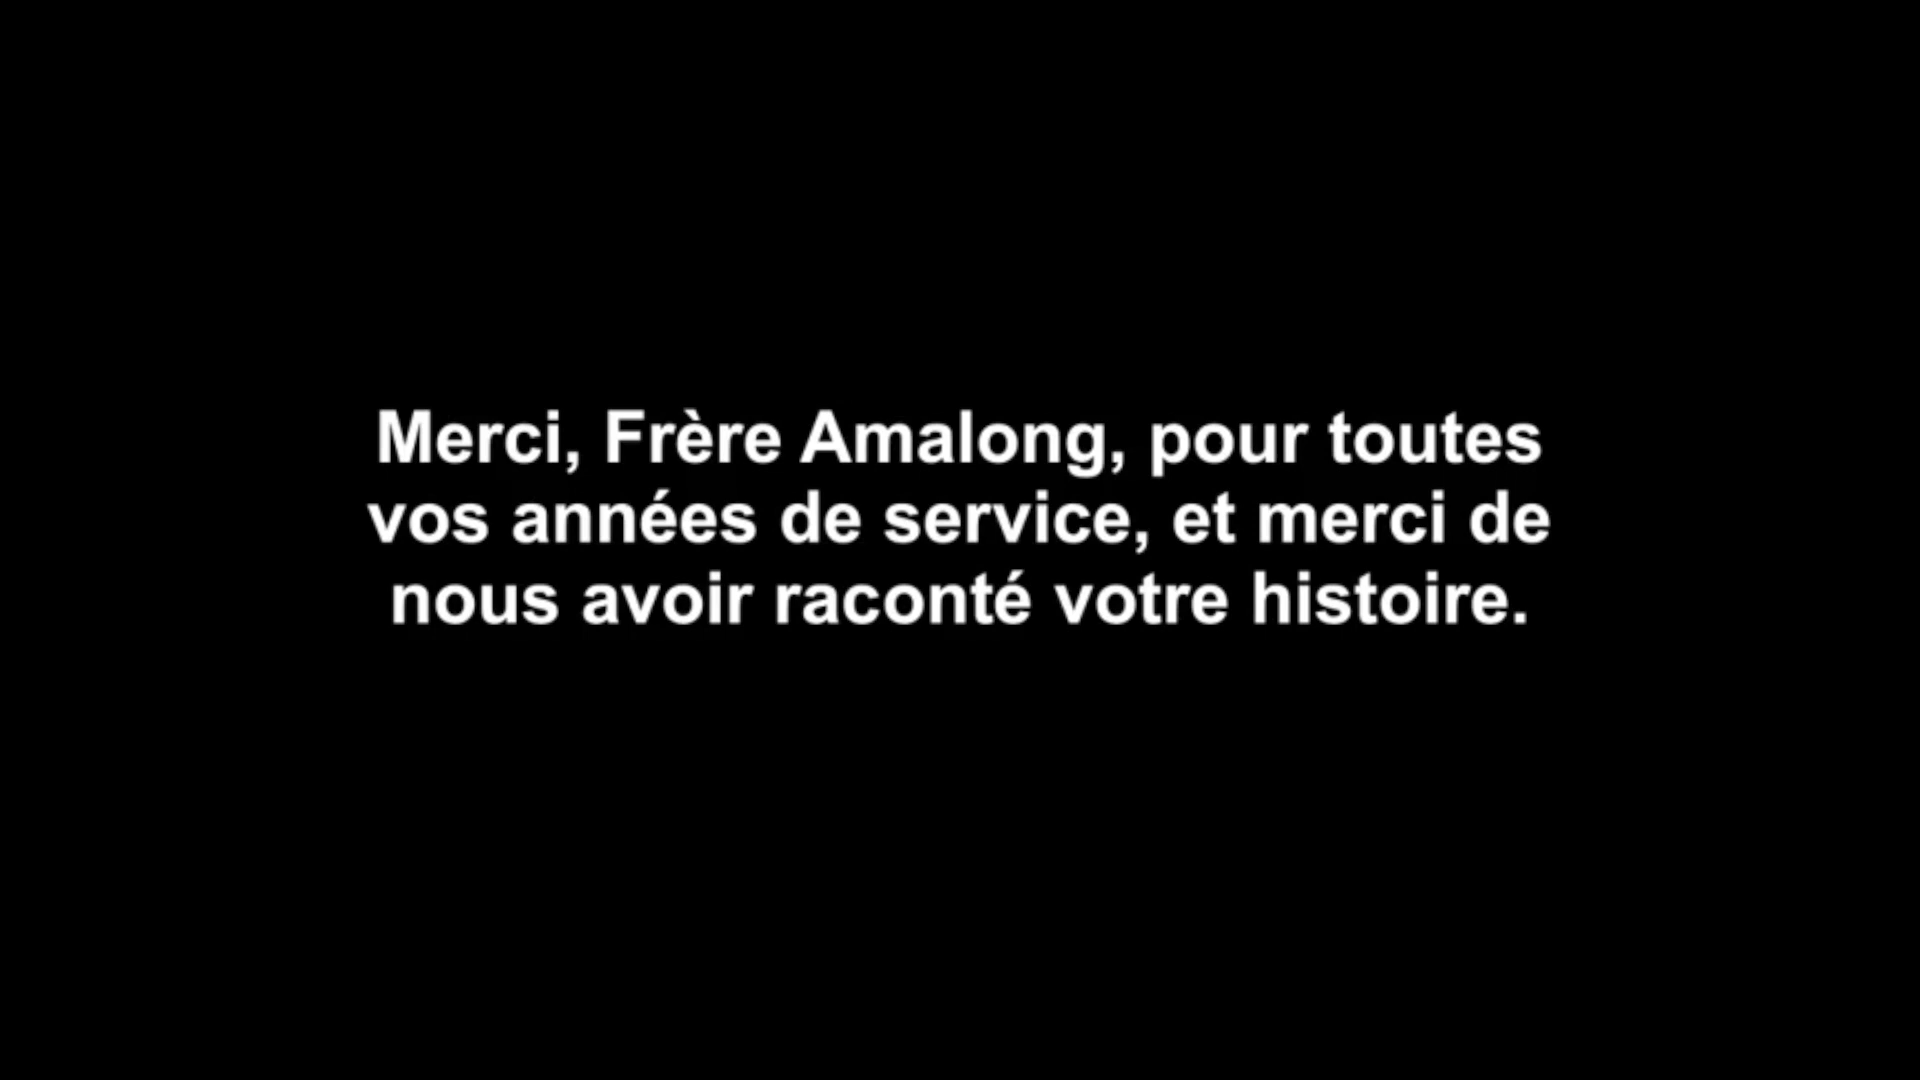 Merci, Frère Amalong, pour toutes
vos années de service, et merci de
nous avoir raconté votre histoire.